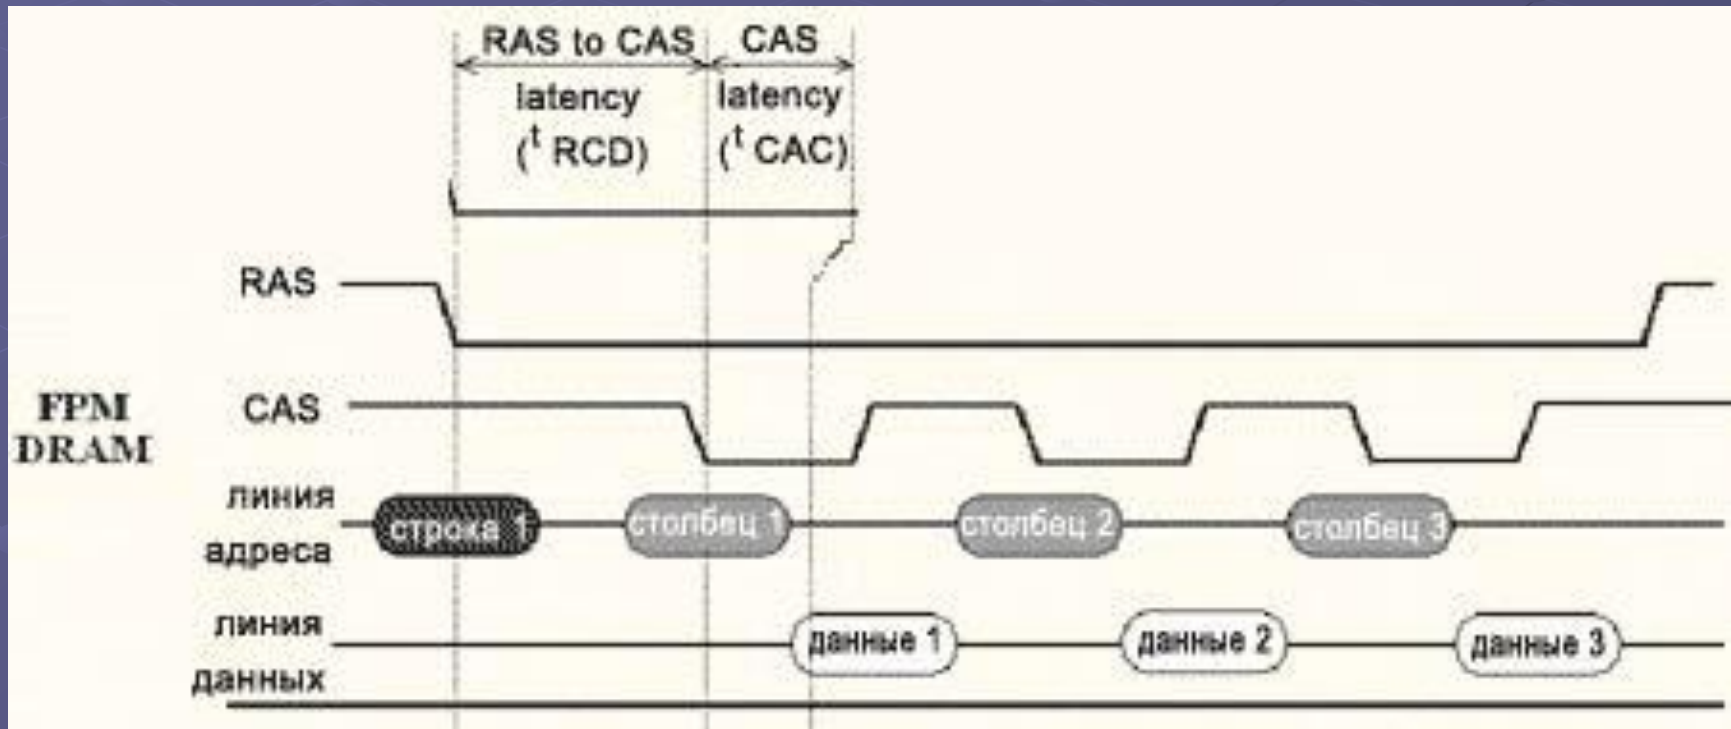 RAS to CAS
latency
(t RCD)
CAS
latency
(t CAC)
RAS
FPM
DRAM
CAS
линия
адреса
строка 1
столбец 1
столбец 2
столбец 3
линия
данных
данные 1
данные 2
данные 3